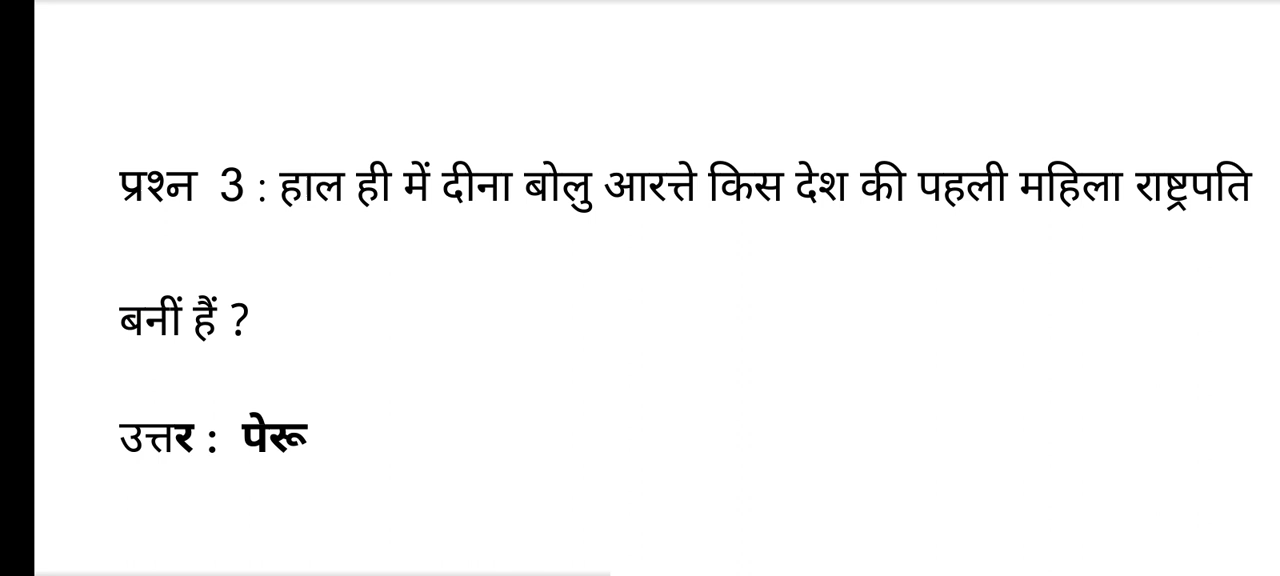 प्रश्न 3 : हाल ही में दीना बोलु आरत्ते किस देश की पहली महिला राष्ट्रपति
बनीं हैं ?
उत्तर : पेरू